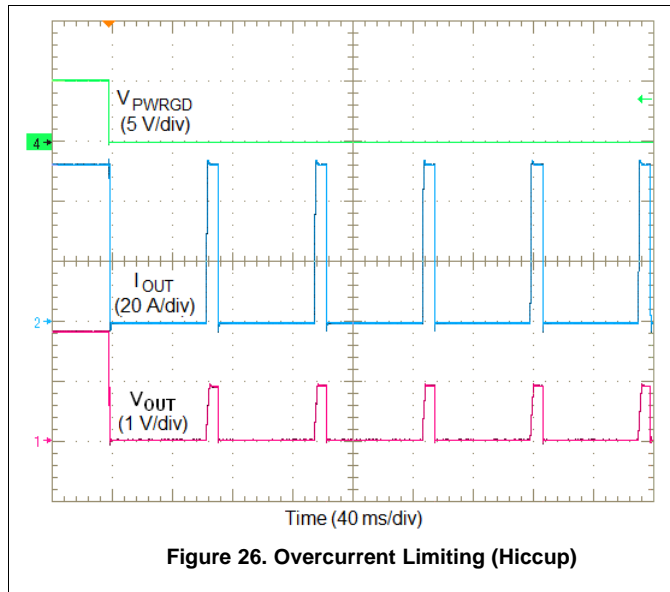 VPWRGD
(5 V/div)
4
IOUT
(20 A/div)
2
VOUT
(1 V/div)
1
Time (40 ms/div)
Figure 26. Overcurrent Limiting (Hiccup)